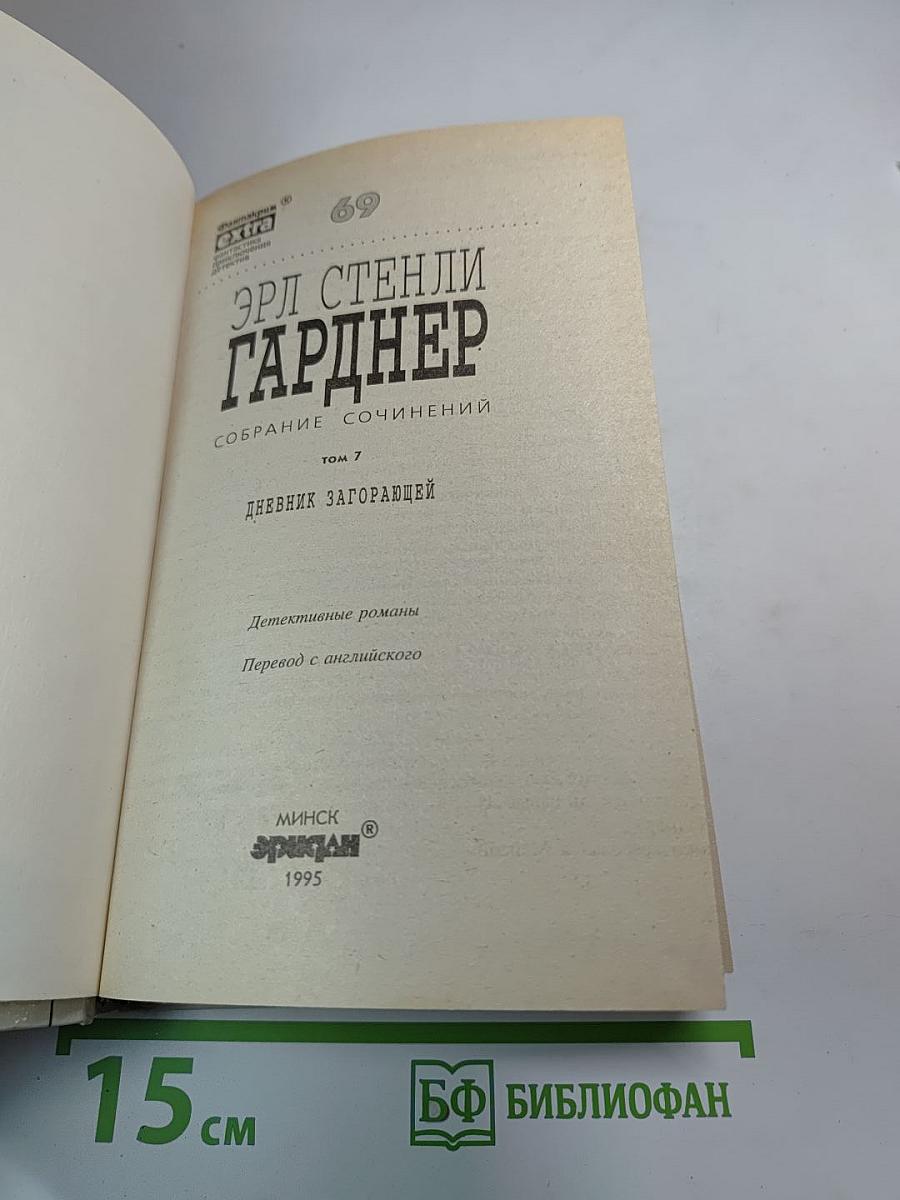 Фантакрим ®
extra
фантастика
приключения
детектив
69
ЭРЛ СТЕНЛИ
ГАРДНЕР
СОБРАНИЕ СОЧИНЕНИЙ
ТОМ 7
ДНЕВНИК ЗАГОРАЮЩЕЙ
Детективные романы
Перевод с английского
МИНСК
Эридан®
1995
15 см
БФ БИБЛИОФАН